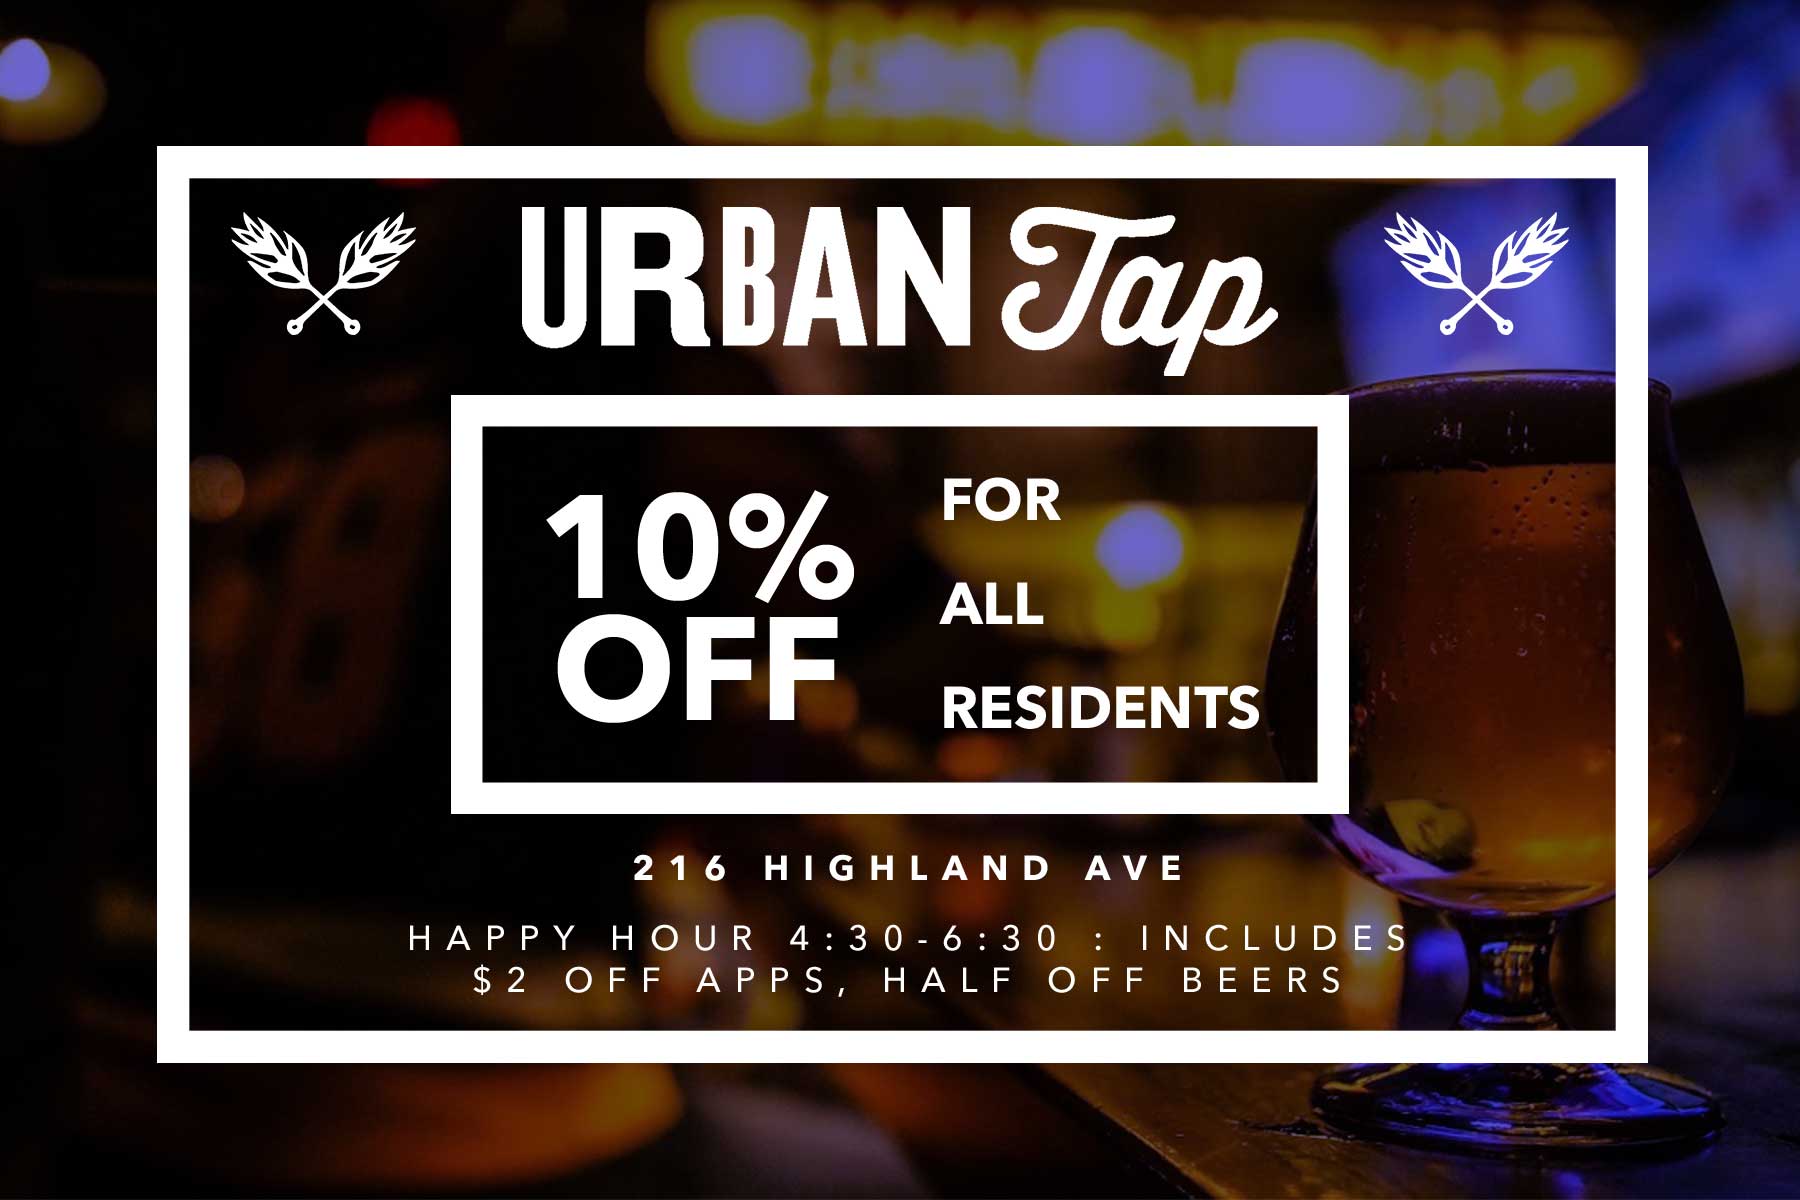 URBAN Tap
10%
OFF
FOR
ALL
RESIDENTS
216 HIGHLAND AVE
HAPPY HOUR 4:30-6:30 : INCLUDES
$2 OFF APPS, HALF OFF BEERS